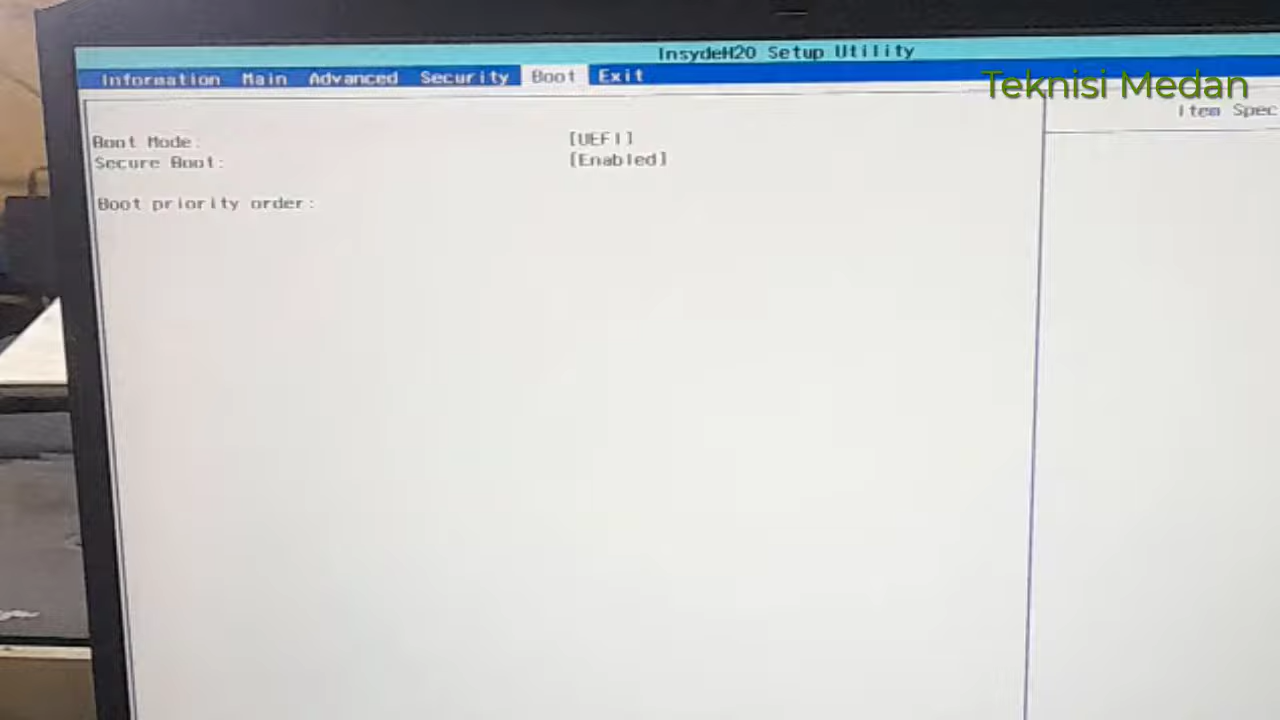 InsydeH20 Setup Utility
Information Main Advanced Security Boot Exit
Teknisi Medan
Item Spec
Boot Mode: [UEFI]
Secure Boot: [Enabled]
Boot priority order: